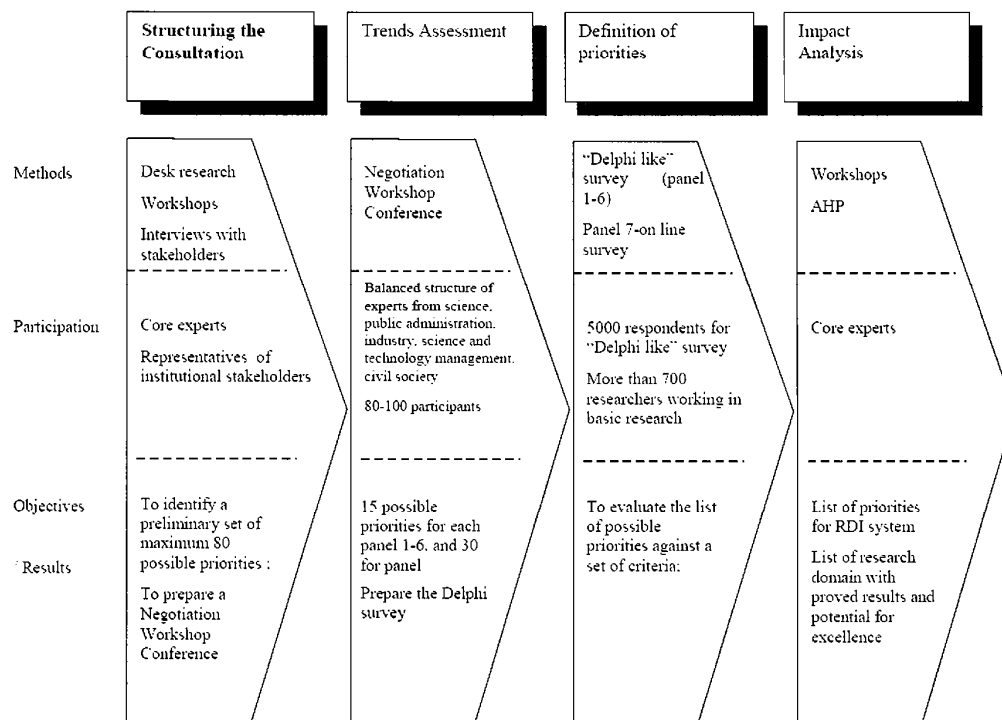 Structuring the
Consultation
Trends Assessment
Definition of
priorities
Impact
Analysis
Methods
Desk research
Workshops
Interviews with
stakeholders
Negotiation
Workshop
Conference
“Delphi like”
survey (panel
1-6)
Panel 7-on line
survey
Workshops
AHP
Participation
Core experts
Representatives of
institutional stakeholders
Balanced structure of
experts from science,
public administration,
industry, science and
technology management,
civil society
80-100 participants
5000 respondents for
“Delphi like” survey
More than 700
researchers working in
basic research
Core experts
Objectives
Results
To identify a
preliminary set of
maximum 80
possible priorities ;
To prepare a
Negotiation
Workshop
Conference
15 possible
priorities for each
panel 1-6, and 30
for panel
Prepare the Delphi
survey
To evaluate the list
of possible
priorities against a
set of criteria;
List of priorities
for RDI system
List of research
domain with
proved results and
potential for
excellence